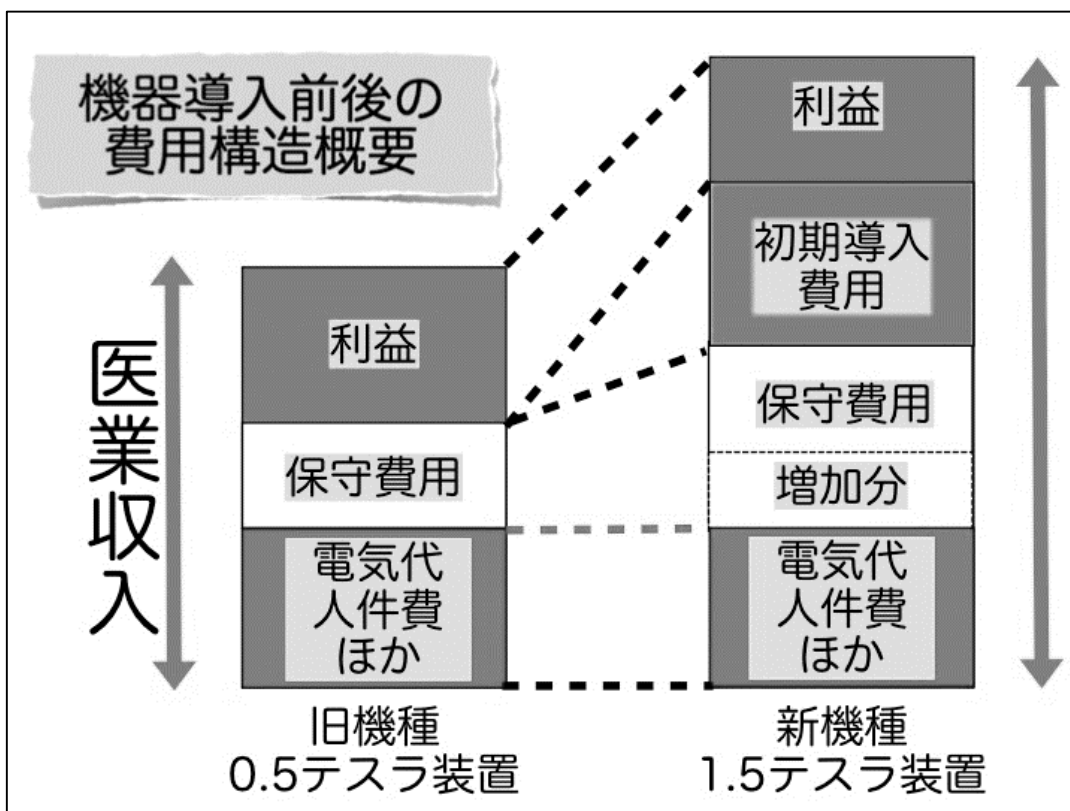 機器導入前後の
費用構造概要
医業収入
利益
保守費用
電気代
人件費
ほか
旧機種
0.5テスラ装置
利益
初期導入
費用
保守費用
増加分
電気代
人件費
ほか
新機種
1.5テスラ装置